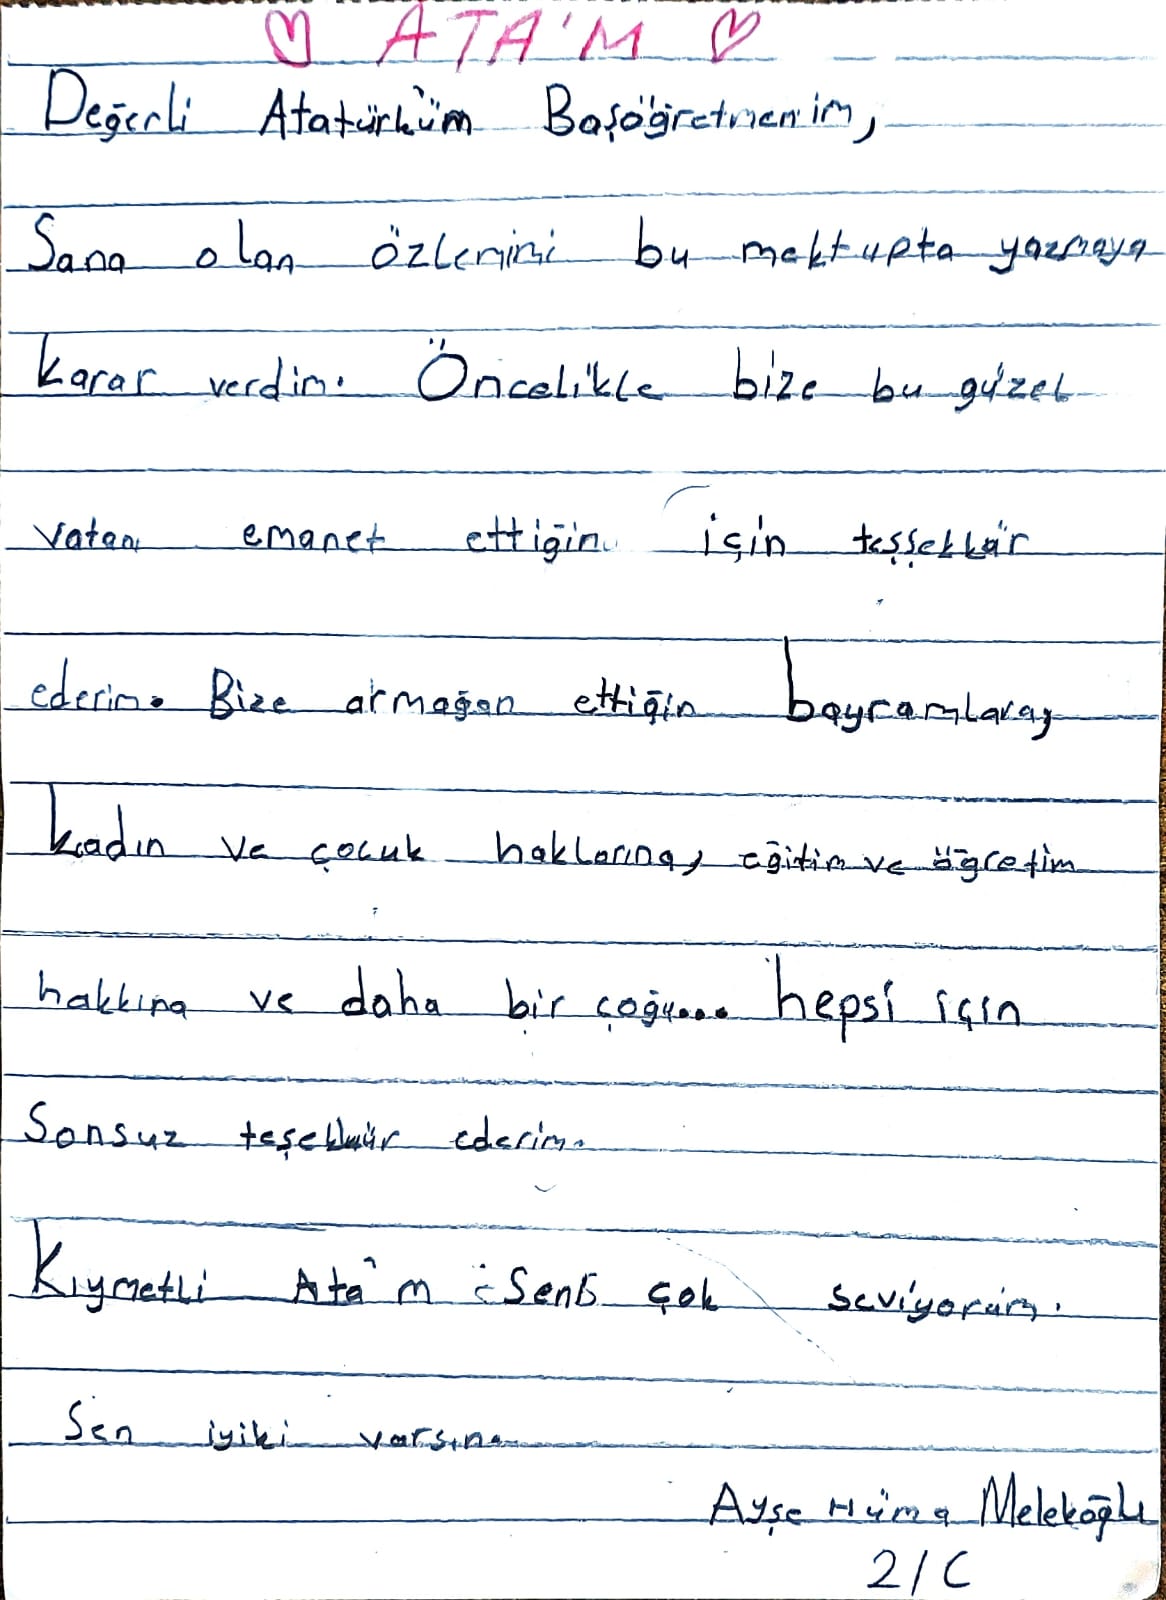 ♡ ATA'M ♡
Değerli Atatürk'üm Başöğretmenim,
Sana olan özlemimi bu mektupta yazmaya
karar verdim. Öncelikle bize bu güzel
vatanı emanet ettiğin için teşşekkür
ederim. Bize armağan ettiğin bayramlara,
kadın ve çocuk haklarına, eğitim ve öğretim
hakkına ve daha bir çoğu... hepsi için
Sonsuz teşekkür ederim.
Kıymetli Ata'm Seni çok seviyorum.
Sen iyiki varsın.
Ayşe Hüma Melekoğlu
2/C